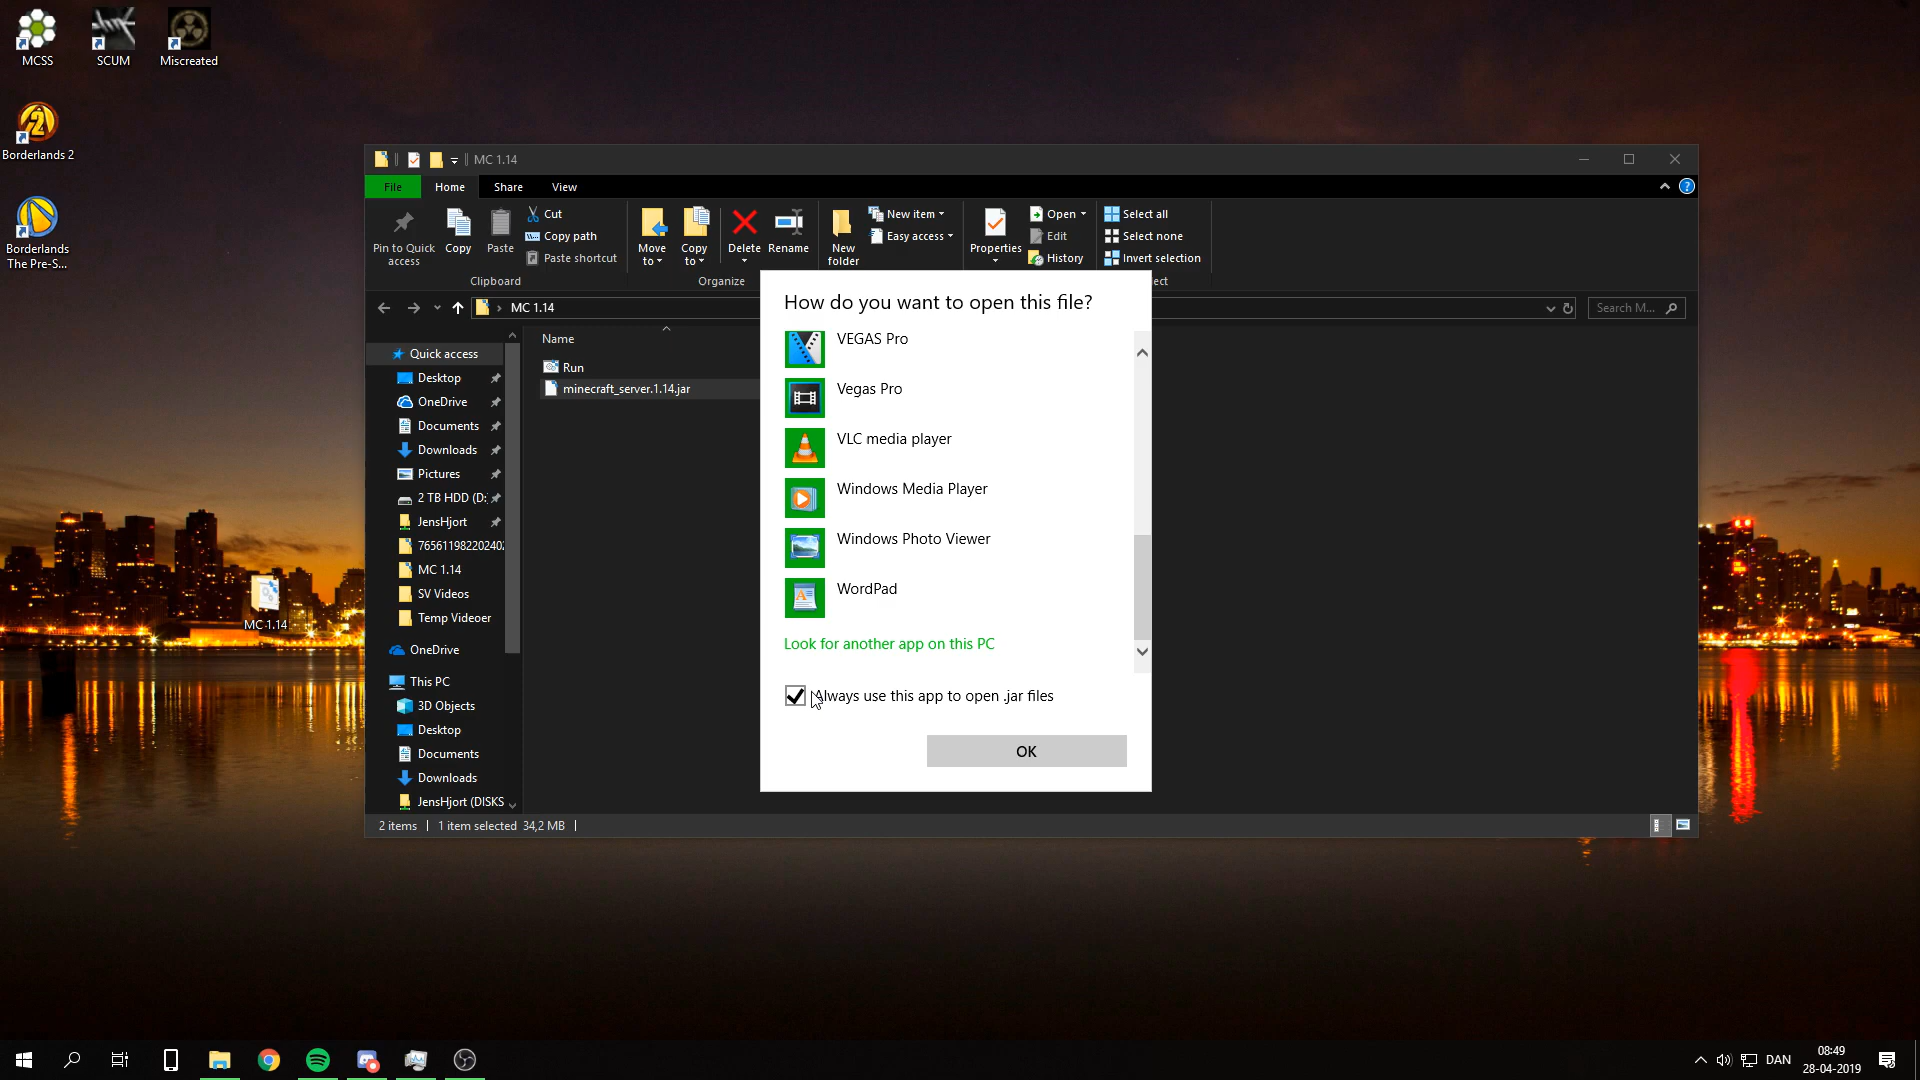 MCSS
SCUM
Miscreated
Borderlands 2
Borderlands
The Pre-S...
MC 1.14
MC 1.14
File
Home
Share
View
Pin to Quick
access
Copy
Paste
Cut
Copy path
Paste shortcut
Clipboard
Move
to
Copy
to
Delete
Rename
Organize
New
folder
New item
Easy access
Properties
Open
Edit
History
Select all
Select none
Invert selection
ect
MC 1.14
Search M...
Quick access
Desktop
OneDrive
Documents
Downloads
Pictures
2 TB HDD (D:
JensHjort
76561198220240
MC 1.14
SV Videos
Temp Videoer
OneDrive
This PC
3D Objects
Desktop
Documents
Downloads
JensHjort (DISKS
Name
Run
minecraft_server.1.14.jar
How do you want to open this file?
VEGAS Pro
Vegas Pro
VLC media player
Windows Media Player
Windows Photo Viewer
WordPad
Look for another app on this PC
Always use this app to open .jar files
OK
2 items
1 item selected 34,2 MB
DAN
08:49
28-04-2019